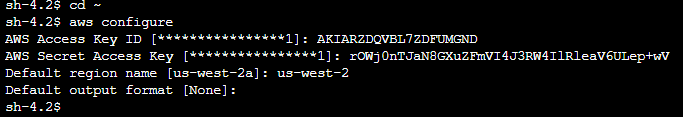 sh-4.2$ cd ~
sh-4.2$ aws configure
AWS Access Key ID [****************1]: AKIARZDQVBL7ZDFUMGND
AWS Secret Access Key [****************1]: 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
Default region name [us-west-2a]: us-west-2
Default output format [None]:
sh-4.2$